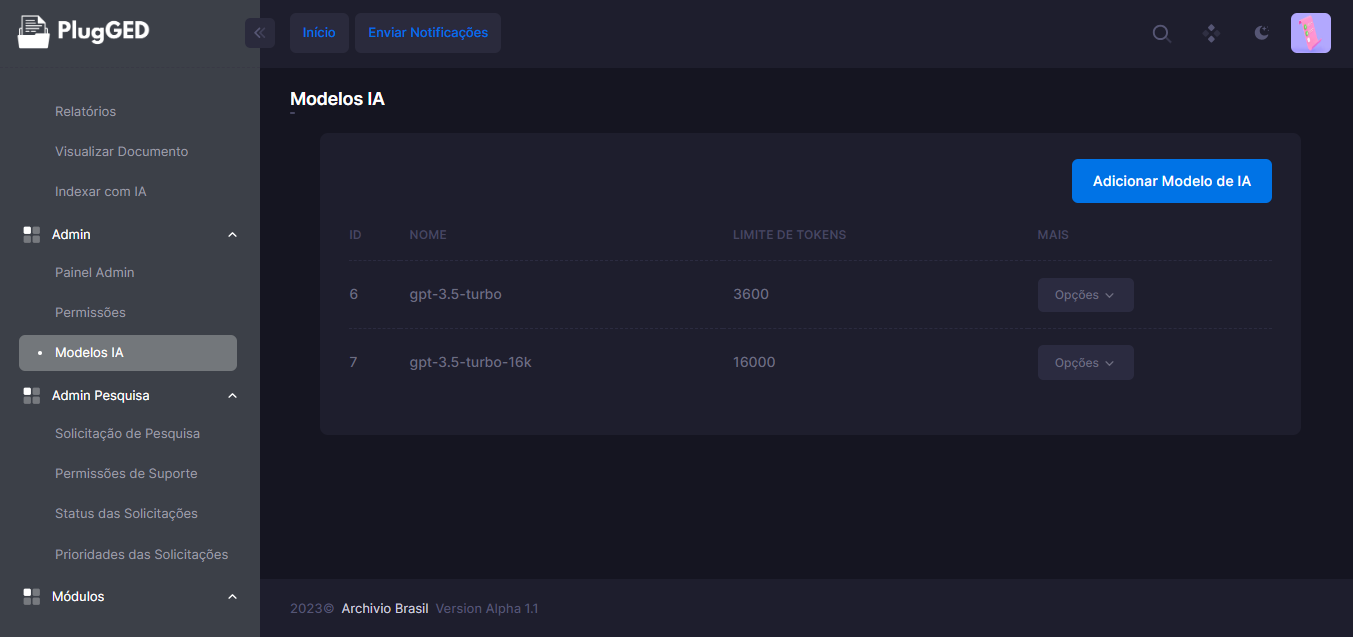 PlugGED
Início
Enviar Notificações
Relatórios
Visualizar Documento
Indexar com IA
Admin
Painel Admin
Permissões
Modelos IA
Admin Pesquisa
Solicitação de Pesquisa
Permissões de Suporte
Status das Solicitações
Prioridades das Solicitações
Módulos
Modelos IA
-
Adicionar Modelo de IA
ID NOME LIMITE DE TOKENS MAIS
6 gpt-3.5-turbo 3600 Opções
7 gpt-3.5-turbo-16k 16000 Opções
2023© Archivio Brasil Version Alpha 1.1